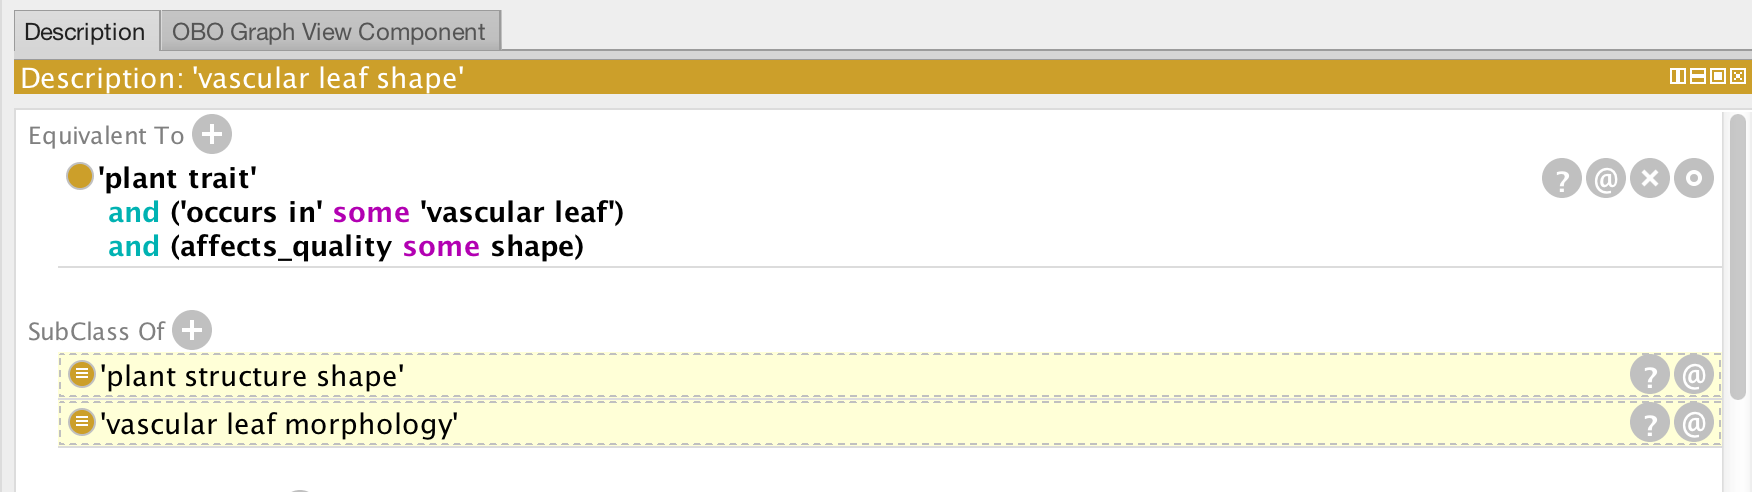 Description OBO Graph View Component
Description: 'vascular leaf shape'
Equivalent To
'plant trait'
and ('occurs in' some 'vascular leaf')
and (affects_quality some shape)
? @
SubClass Of
'plant structure shape'
? @
'vascular leaf morphology'
? @